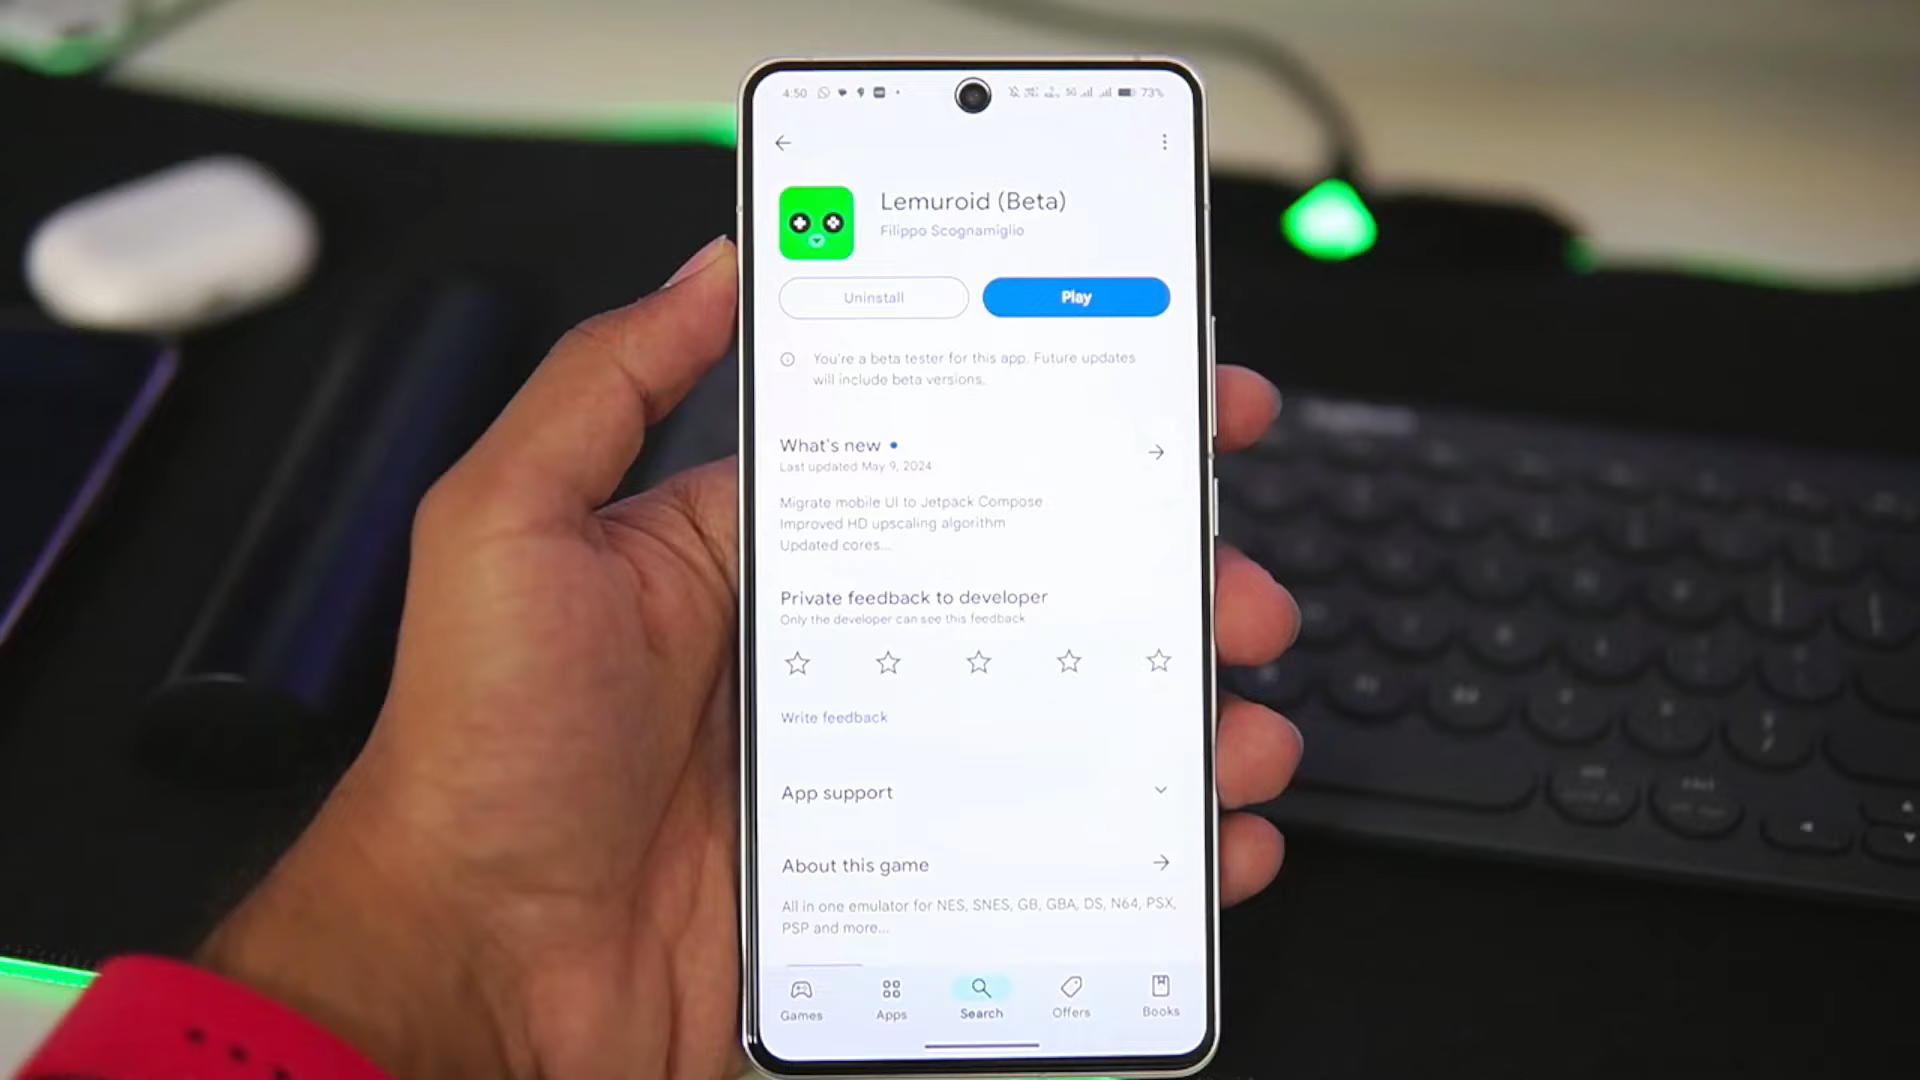 4:50 73%
Lemuroid (Beta)
Filippo Scognamiglio
Uninstall Play
You're a beta tester for this app. Future updates
will include beta versions.
What's new
Last updated May 9, 2024
Migrate mobile UI to Jetpack Compose
Improved HD upscaling algorithm
Updated cores...
Private feedback to developer
Only the developer can see this feedback
Write feedback
App support
About this game
All in one emulator for NES, SNES, GB, GBA, DS, N64, PSX,
PSP and more...
Games Apps Search Offers Books